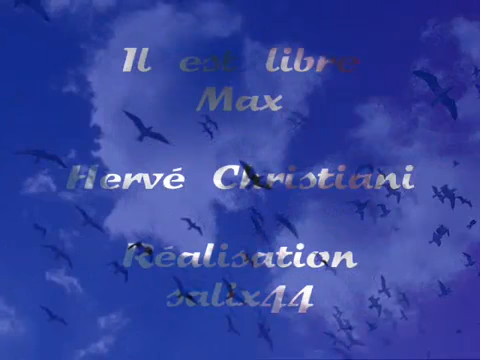 Il est libre
Max
Hervé Christiani
Réalisation
salix44